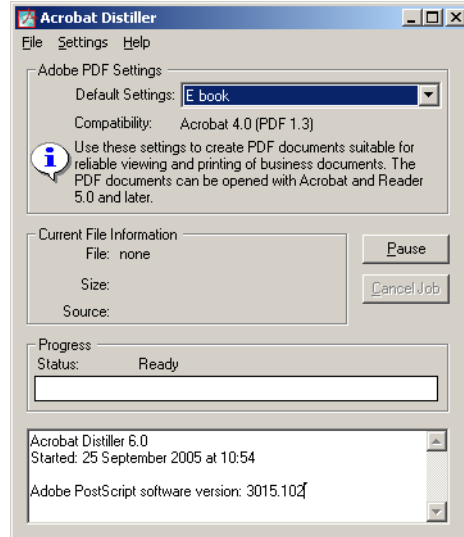 Acrobat Distiller
File Settings Help
Adobe PDF Settings
Default Settings: E book
Compatibility: Acrobat 4.0 (PDF 1.3)
Use these settings to create PDF documents suitable for
reliable viewing and printing of business documents. The
PDF documents can be opened with Acrobat and Reader
5.0 and later.
Current File Information
File: none
Size:
Source:
Pause
Cancel Job
Progress
Status: Ready
Acrobat Distiller 6.0
Started: 25 September 2005 at 10:54
Adobe PostScript software version: 3015.102